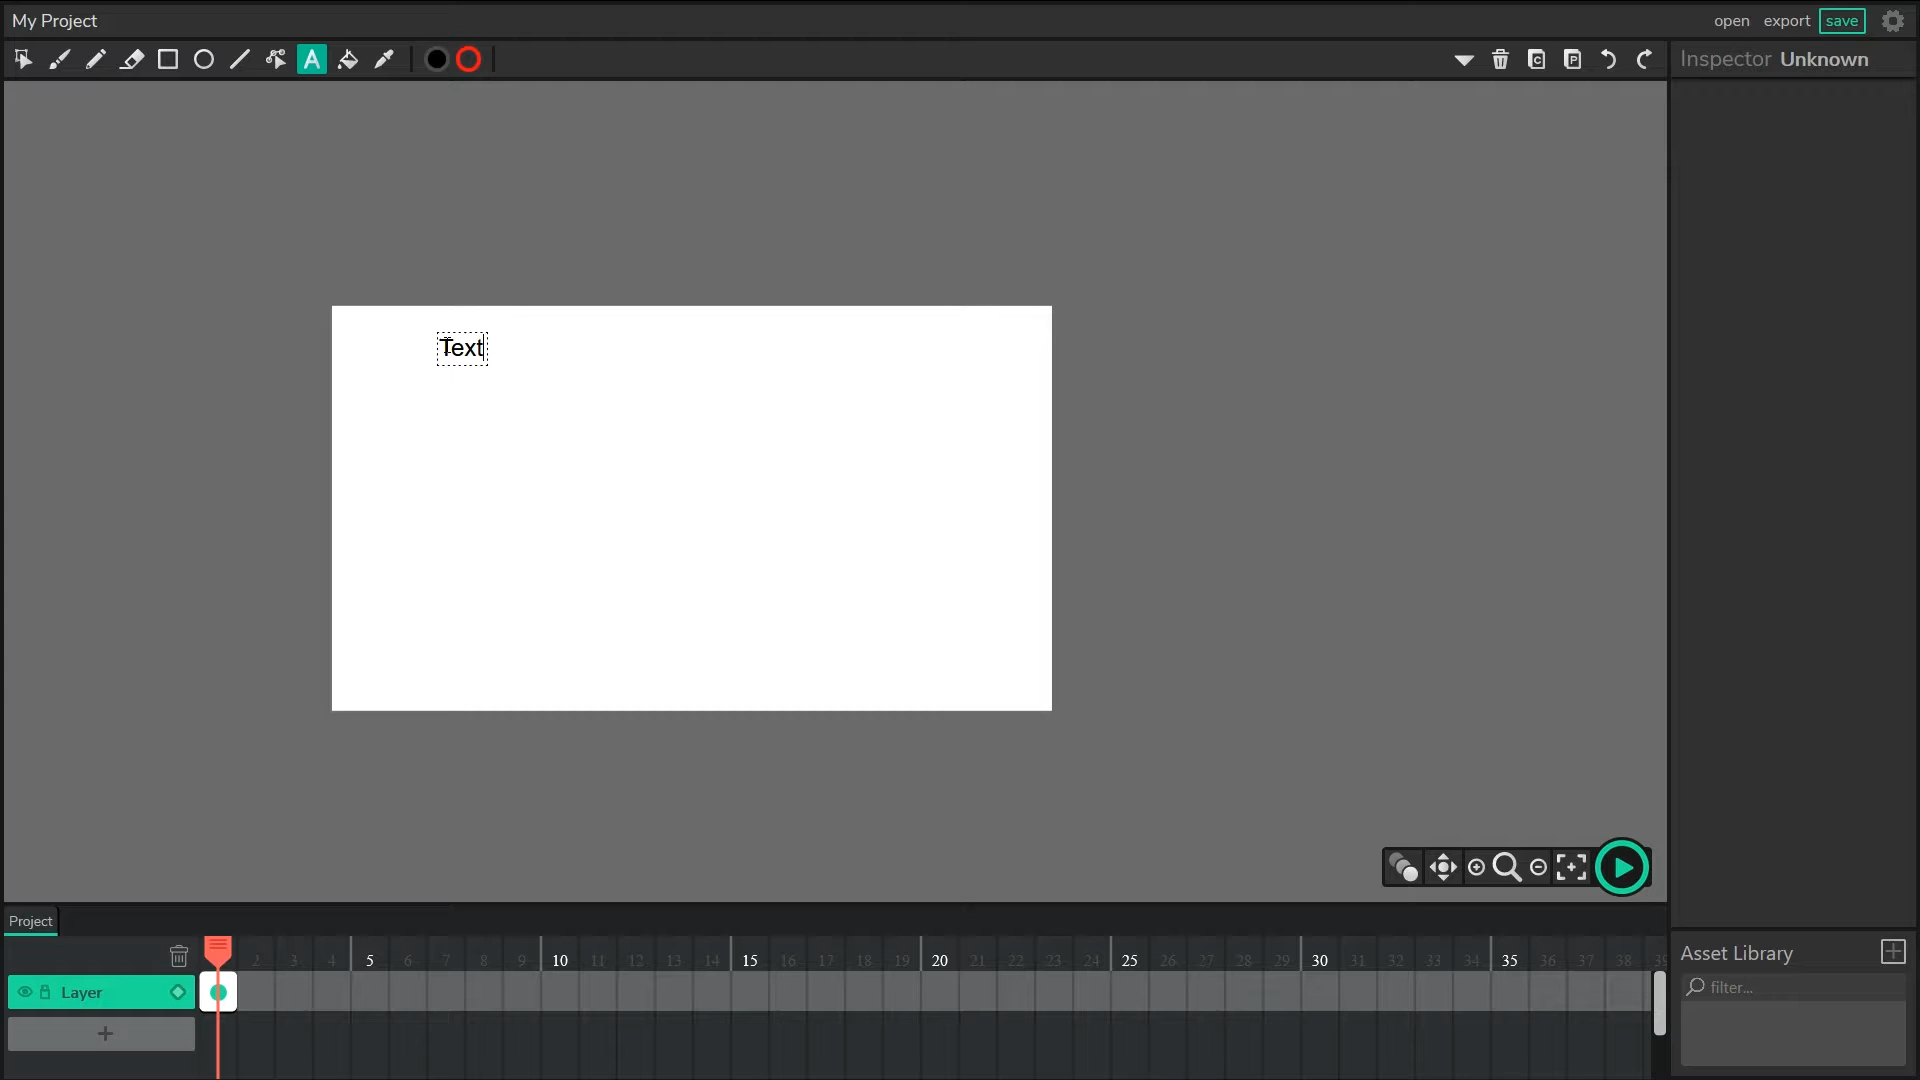 My Project
open export save
A
C P
Inspector Unknown
Text
Project
2 3 4 5 6 7 8 9 10 11 12 13 14 15 16 17 18 19 20 21 22 23 24 25 26 27 28 29 30 31 32 33 34 35 36 37 38 39
Layer
Asset Library
filter...